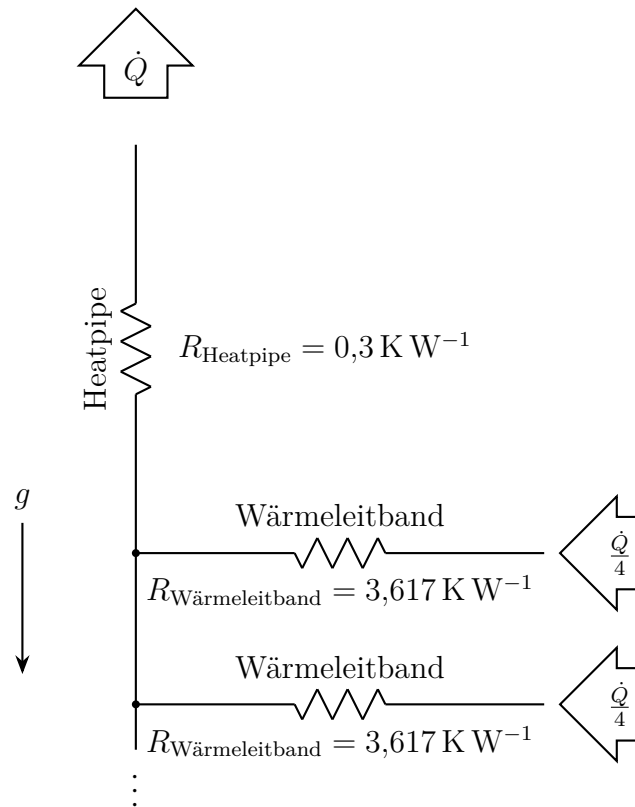 Q̇
Heatpipe
R_Heatpipe = 0,3 K W⁻¹
g
Wärmeleitband
Q̇/4
R_Wärmeleitband = 3,617 K W⁻¹
Wärmeleitband
Q̇/4
R_Wärmeleitband = 3,617 K W⁻¹
⋮